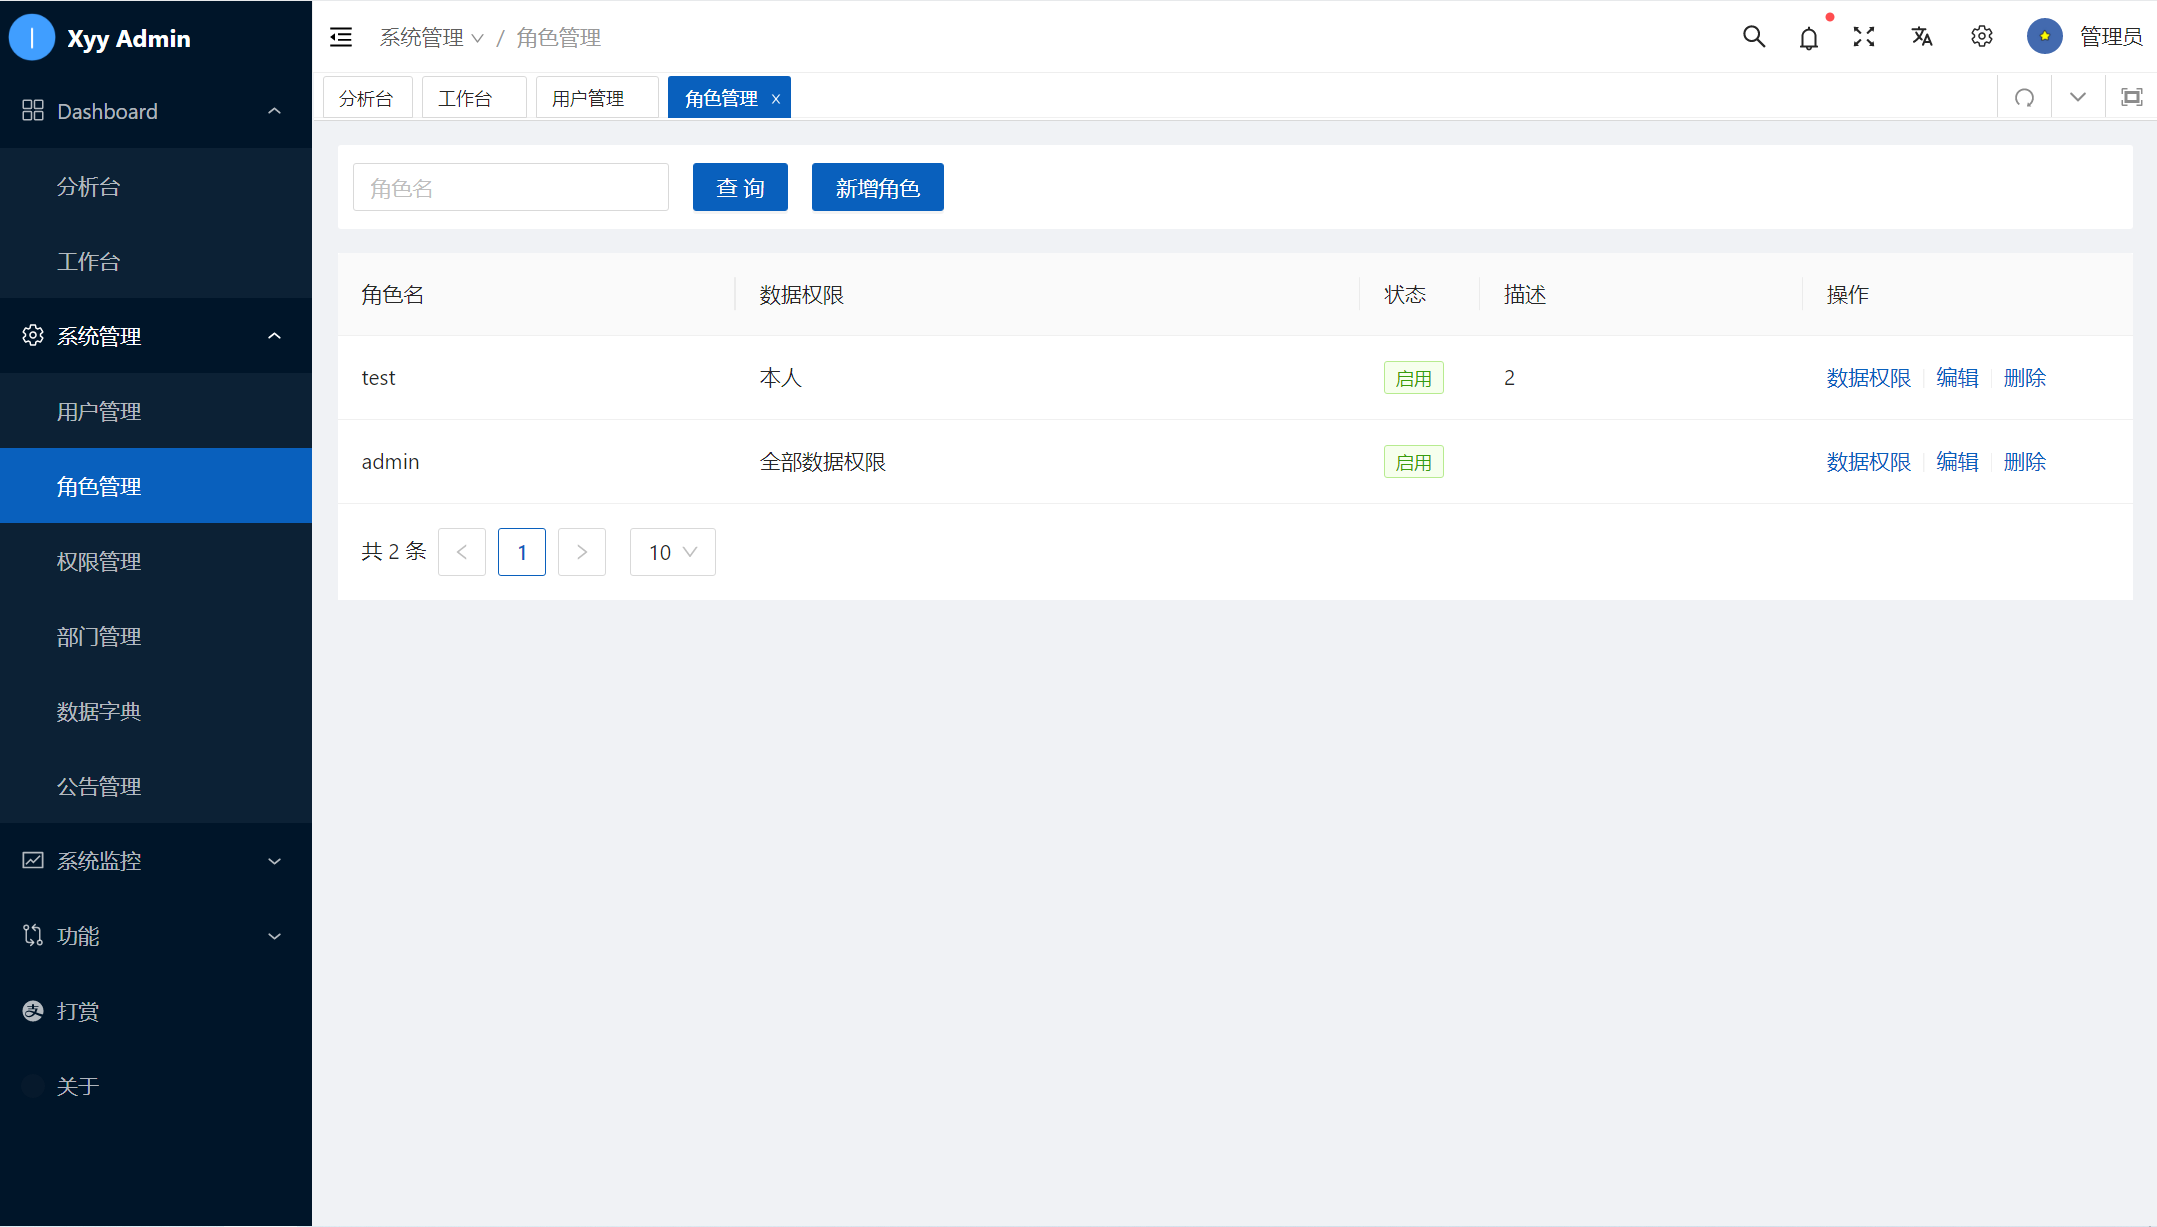 Xyy Admin
Dashboard
分析台
工作台
系统管理
用户管理
角色管理
权限管理
部门管理
数据字典
公告管理
系统监控
功能
打赏
关于
系统管理 / 角色管理
管理员
分析台 工作台 用户管理 角色管理
角色名 查 询 新增角色
角色名 数据权限 状态 描述 操作
test 本人 启用 2 数据权限 编辑 删除
admin 全部数据权限 启用 数据权限 编辑 删除
共 2 条 < 1 > 10